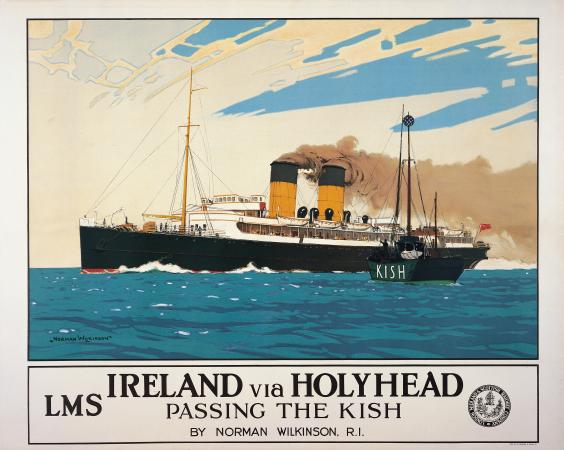 KISH
NORMAN WILKINSON
LMS IRELAND via HOLYHEAD
PASSING THE KISH
BY NORMAN WILKINSON, R.I.